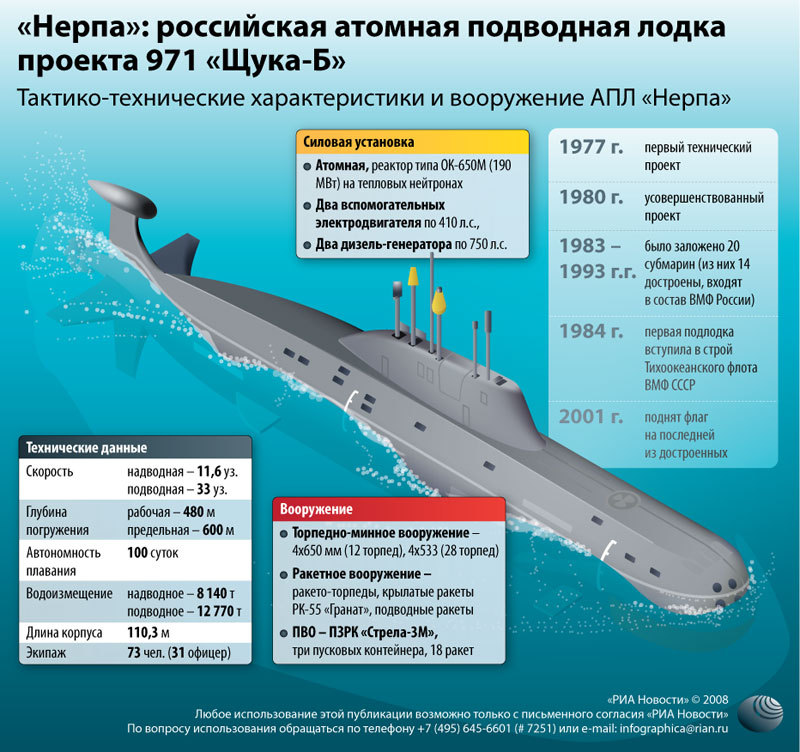 «Нерпа»: российская атомная подводная лодка
проекта 971 «Щука-Б»
Тактико-технические характеристики и вооружение АПЛ «Нерпа»
Силовая установка
Атомная, реактор типа ОК-650М (190
МВт) на тепловых нейтронах
Два вспомогательных
электродвигателя по 410 л.с.,
Два дизель-генератора по 750 л.с.
1977 г. первый технический
проект
1980 г. усовершенствованный
проект
1983 – было заложено 20
1993 г.г. субмарин (из них 14
достроены, входят
в состав ВМФ России)
1984 г. первая подлодка
вступила в строй
Тихоокеанского флота
ВМФ СССР
2001 г. поднят флаг
на последней
из достроенных
Технические данные
Скорость надводная – 11,6 уз.
подводная – 33 уз.
Глубина рабочая – 480 м
погружения предельная – 600 м
Автономность 100 суток
плавания
Водоизмещение надводное – 8 140 т
подводное – 12 770 т
Длина корпуса 110,3 м
Экипаж 73 чел. (31 офицер)
Вооружение
Торпедно-минное вооружение –
4х650 мм (12 торпед), 4х533 (28 торпед)
Ракетное вооружение –
ракето-торпеды, крылатые ракеты
РК-55 «Гранат», подводные ракеты
ПВО – ПЗРК «Стрела-3М»,
три пусковых контейнера, 18 ракет
«РИА Новости» © 2008
Любое использование этой публикации возможно только с письменного согласия «РИА Новости»
По вопросу использования обращаться по телефону +7 (495) 645-6601 (# 7251) или e-mail: infographica@rian.ru